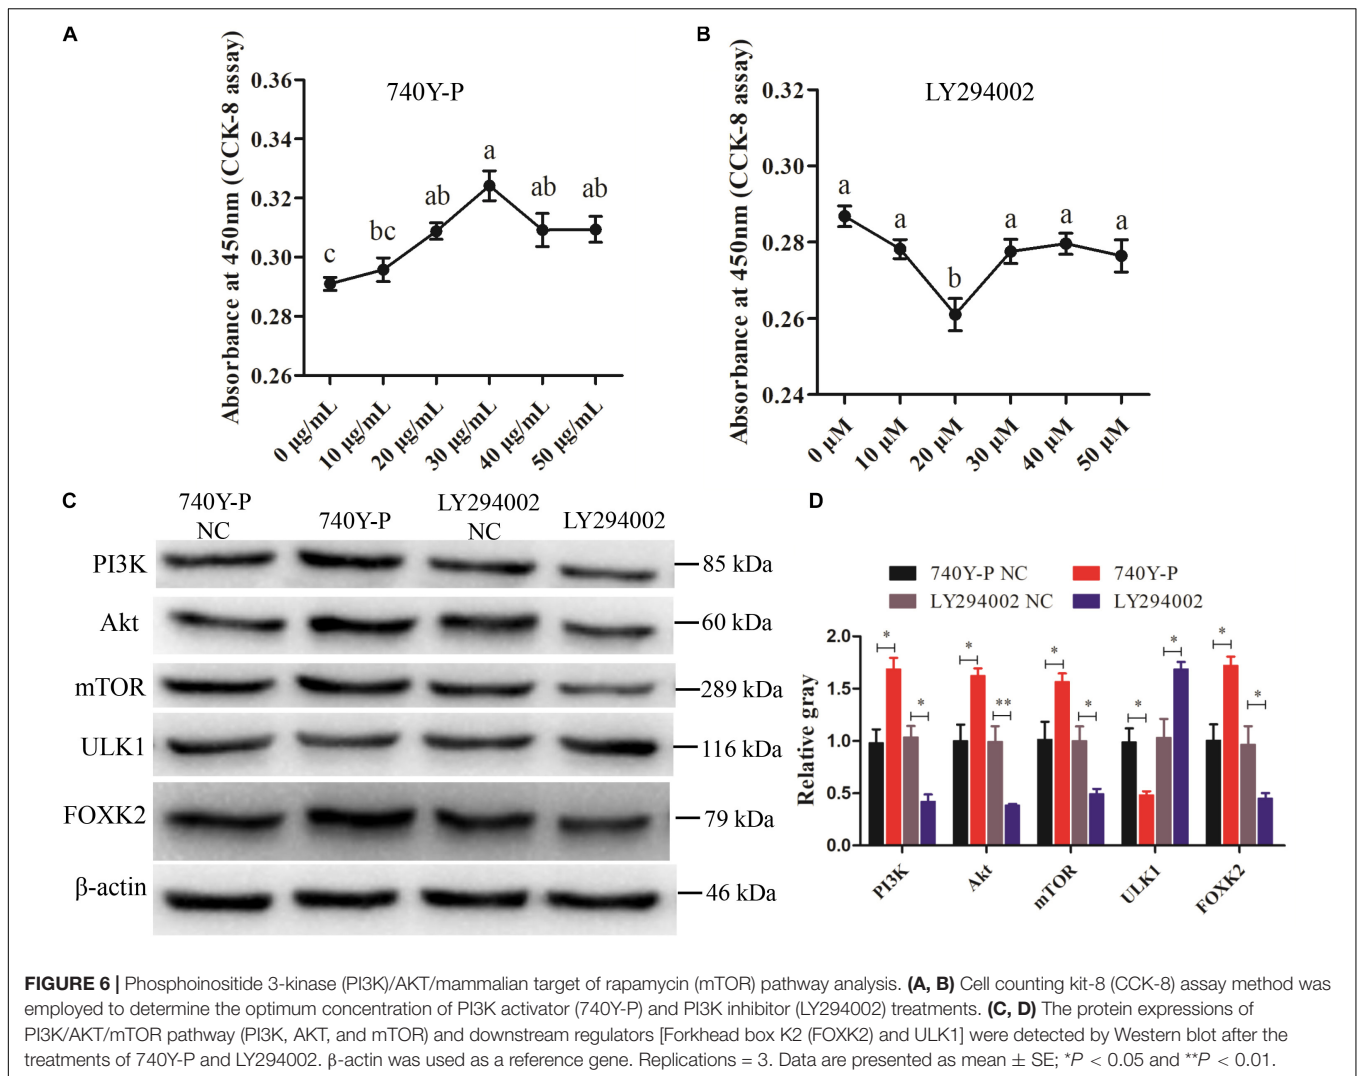 A
740Y-P
Absorbance at 450nm (CCK-8 assay)
0.36
0.34
0.32
0.30
0.28
0.26
c
bc
ab
a
ab
ab
0 µg/mL
10 µg/mL
20 µg/mL
30 µg/mL
40 µg/mL
50 µg/mL
B
LY294002
Absorbance at 450nm (CCK-8 assay)
0.32
0.30
0.28
0.26
0.24
a
a
b
a
a
a
0 µM
10 µM
20 µM
30 µM
40 µM
50 µM
C
740Y-P
NC
740Y-P
LY294002
NC
LY294002
PI3K
85 kDa
Akt
60 kDa
mTOR
289 kDa
ULK1
116 kDa
FOXK2
79 kDa
β-actin
46 kDa
D
740Y-P NC
740Y-P
LY294002 NC
LY294002
Relative gray
2.0
1.5
1.0
0.5
0.0
*
*
*
**
*
*
*
*
*
*
PI3K
Akt
mTOR
ULK1
FOXK2
FIGURE 6 | Phosphoinositide 3-kinase (PI3K)/AKT/mammalian target of rapamycin (mTOR) pathway analysis. (A, B) Cell counting kit-8 (CCK-8) assay method was
employed to determine the optimum concentration of PI3K activator (740Y-P) and PI3K inhibitor (LY294002) treatments. (C, D) The protein expressions of
PI3K/AKT/mTOR pathway (PI3K, AKT, and mTOR) and downstream regulators [Forkhead box K2 (FOXK2) and ULK1] were detected by Western blot after the
treatments of 740Y-P and LY294002. β-actin was used as a reference gene. Replications = 3. Data are presented as mean ± SE; *P < 0.05 and **P < 0.01.